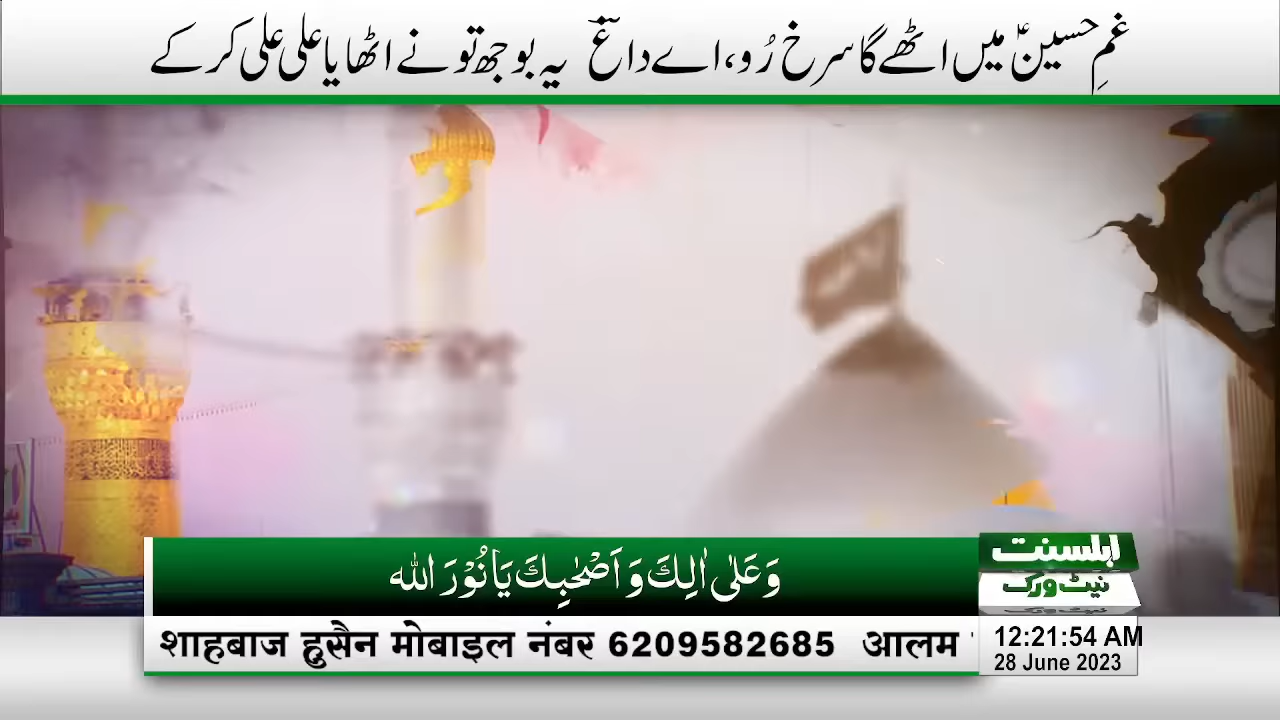 غمِ حسینؑ میں اٹھے گا سرخ رُو، اے داغؔ یہ بوجھ تو نے اٹھایا علی علی کر کے
وَعَلٰی اٰلِكَ وَاَصْحٰبِكَ یَا نُوْرَ اللّٰه
اہلسنت
نیٹ ورک
शाहबाज हुसैन मोबाइल नंबर 6209582685 आलम
12:21:54 AM
28 June 2023